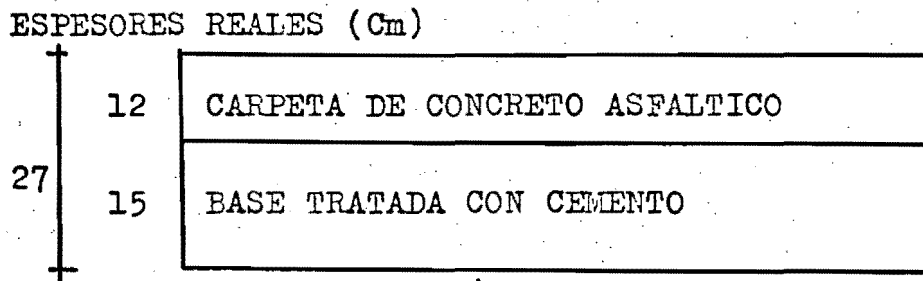 ESPESORES REALES (Cm)
12 CARPETA DE CONCRETO ASFALTICO
27
15 BASE TRATADA CON CEMENTO